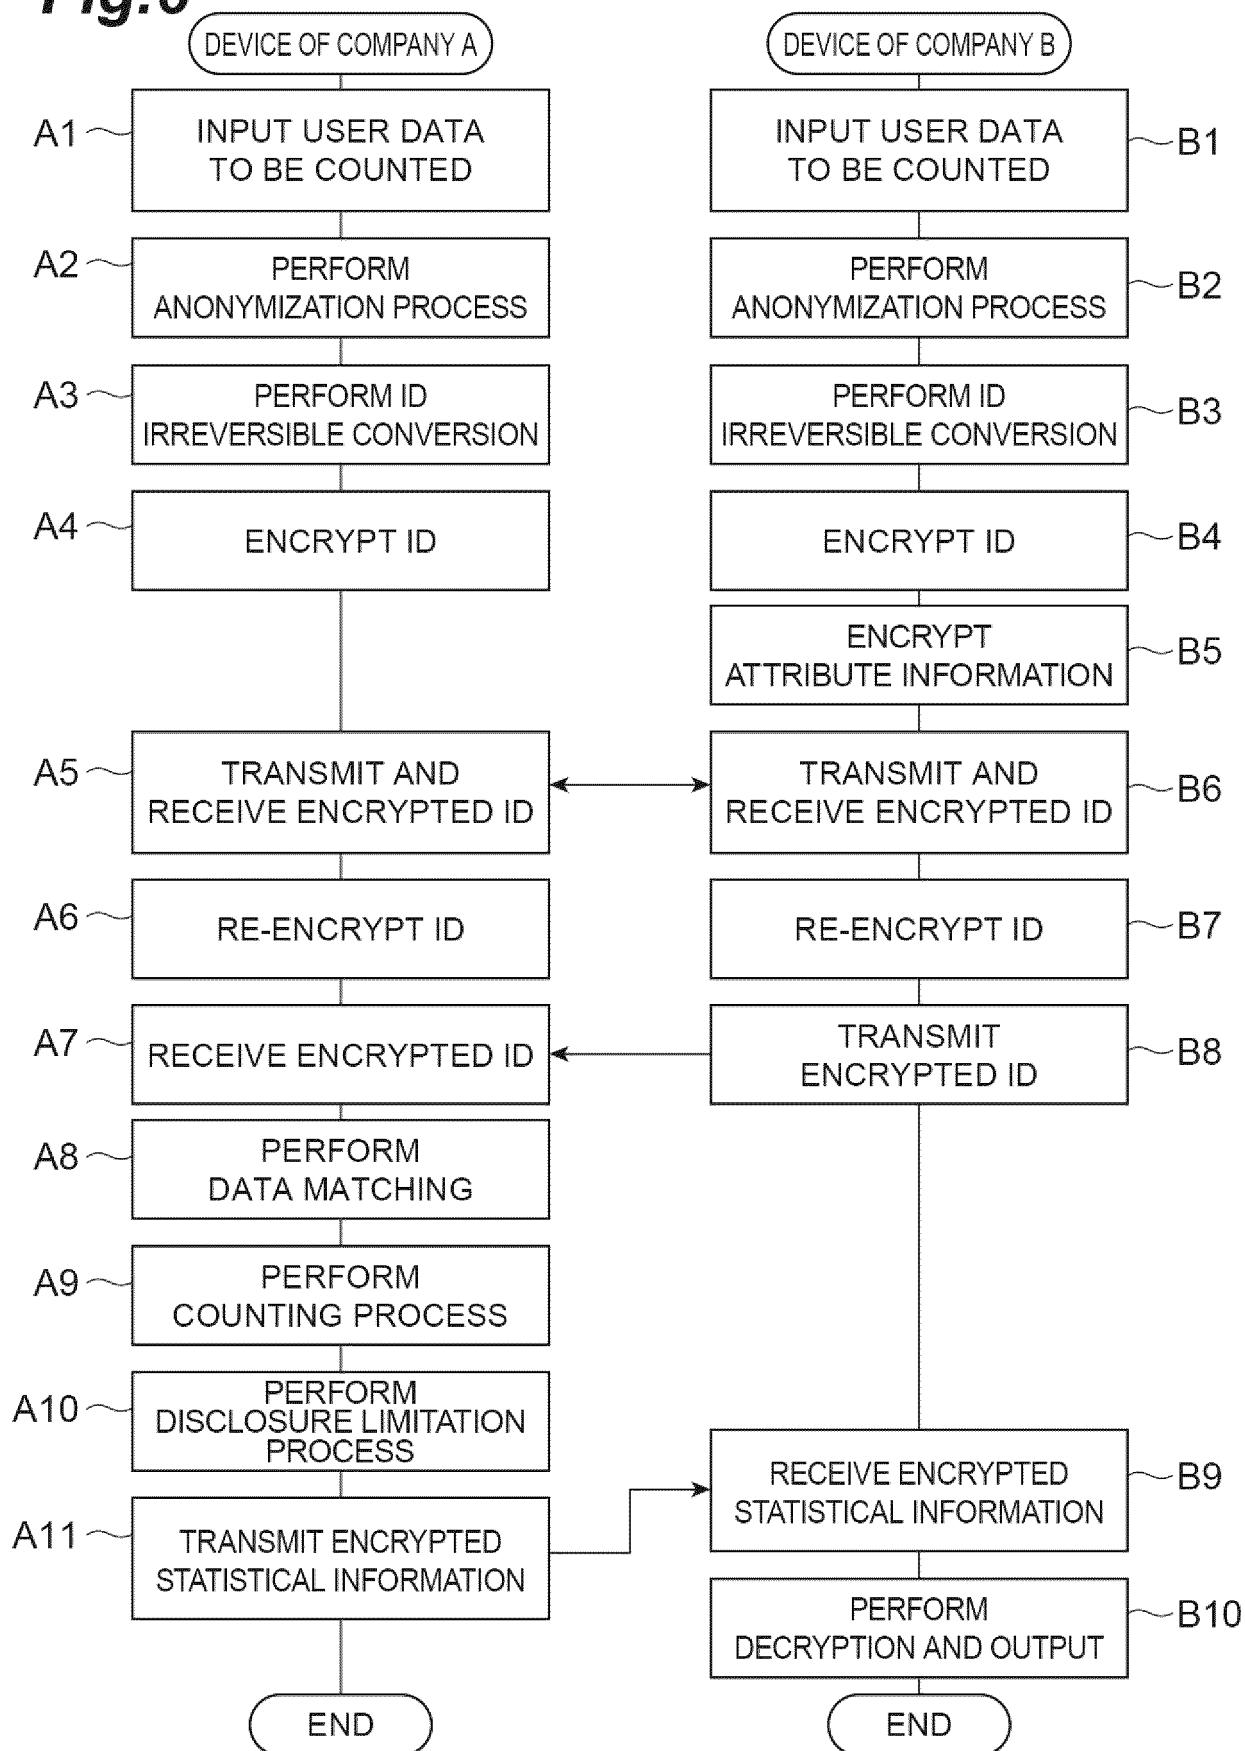 DEVICE OF COMPANY A
A1
INPUT USER DATA
TO BE COUNTED
A2
PERFORM
ANONYMIZATION PROCESS
A3
PERFORM ID
IRREVERSIBLE CONVERSION
A4
ENCRYPT ID
A5
TRANSMIT AND
RECEIVE ENCRYPTED ID
A6
RE-ENCRYPT ID
A7
RECEIVE ENCRYPTED ID
A8
PERFORM
DATA MATCHING
A9
PERFORM
COUNTING PROCESS
A10
PERFORM
DISCLOSURE LIMITATION
PROCESS
A11
TRANSMIT ENCRYPTED
STATISTICAL INFORMATION
END
DEVICE OF COMPANY B
INPUT USER DATA
TO BE COUNTED
B1
PERFORM
ANONYMIZATION PROCESS
B2
PERFORM ID
IRREVERSIBLE CONVERSION
B3
ENCRYPT ID
B4
ENCRYPT
ATTRIBUTE INFORMATION
B5
TRANSMIT AND
RECEIVE ENCRYPTED ID
B6
RE-ENCRYPT ID
B7
TRANSMIT
ENCRYPTED ID
B8
RECEIVE ENCRYPTED
STATISTICAL INFORMATION
B9
PERFORM
DECRYPTION AND OUTPUT
B10
END